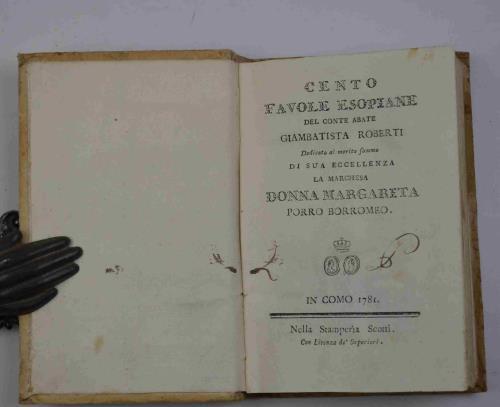 CENTO
FAVOLE ESOPIANE
DEL CONTE ABATE
GIAMBATISTA ROBERTI
Dedicate al merito sommo
DI SUA ECCELLENZA
LA MARCHESA
DONNA MARGARETA
PORRO BORROMEO.
IN COMO 1781.
Nella Stamperìa Scotti.
Con Licenza de' Superiori.